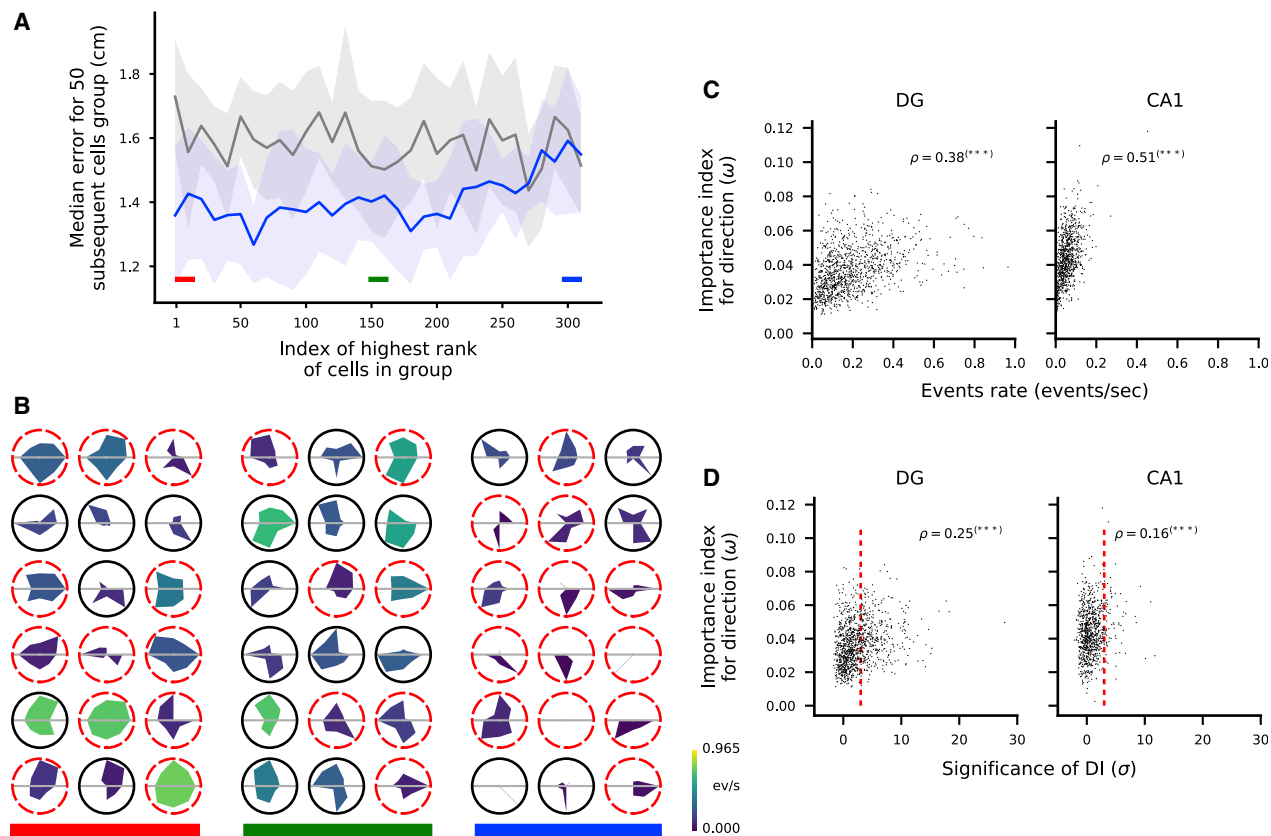 A
Median error for 50
subsequent cells group (cm)
1.8
1.6
1.4
1.2
1
50
100
150
200
250
300
Index of highest rank
of cells in group
B
0.965
ev/s
0.000
C
DG
CA1
Importance index
for direction (ω)
0.12
0.10
0.08
0.06
0.04
0.02
0.00
ρ = 0.38(***)
ρ = 0.51(***)
0.0 0.2 0.4 0.6 0.8 1.0
0.0 0.2 0.4 0.6 0.8 1.0
Events rate (events/sec)
D
DG
CA1
Importance index
for direction (ω)
0.12
0.10
0.08
0.06
0.04
0.02
0.00
ρ = 0.25(***)
ρ = 0.16(***)
0 10 20 30
0 10 20 30
Significance of DI (σ)